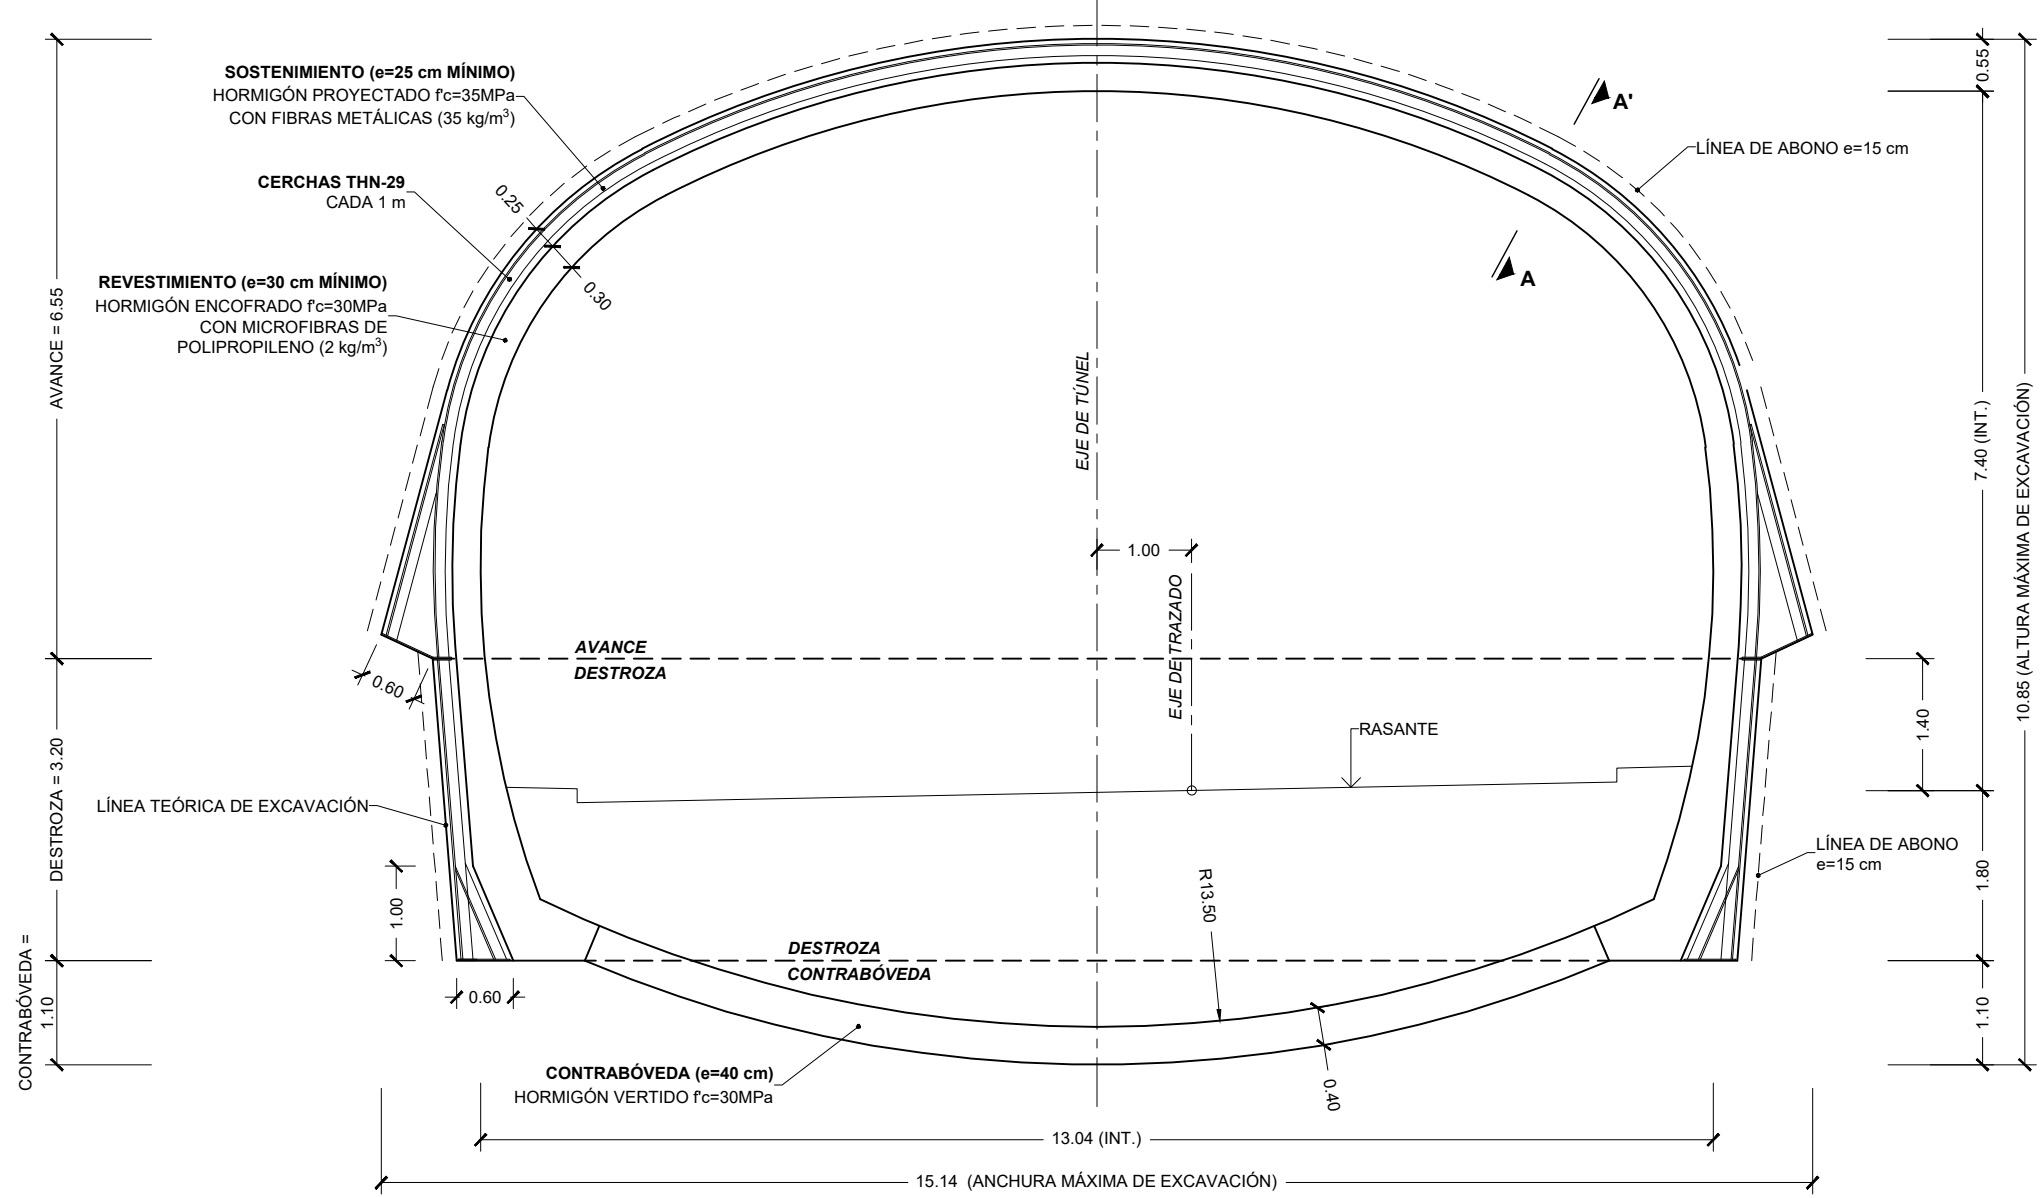 SOSTENIMIENTO (e=25 cm MÍNIMO)
HORMIGÓN PROYECTADO f'c=35MPa
CON FIBRAS METÁLICAS (35 kg/m³)
CERCHAS THN-29
CADA 1 m
0.25
0.30
REVESTIMIENTO (e=30 cm MÍNIMO)
HORMIGÓN ENCOFRADO f'c=30MPa
CON MICROFIBRAS DE
POLIPROPILENO (2 kg/m³)
A'
A
LÍNEA DE ABONO e=15 cm
0.55
AVANCE = 6.55
EJE DE TÚNEL
7.40 (INT.)
10.85 (ALTURA MÁXIMA DE EXCAVACIÓN)
1.00
EJE DE TRAZADO
AVANCE
DESTROZA
0.60
RASANTE
1.40
DESTROZA = 3.20
LÍNEA TEÓRICA DE EXCAVACIÓN
LÍNEA DE ABONO
e=15 cm
1.00
R13.50
1.80
DESTROZA
CONTRABÓVEDA
CONTRABÓVEDA =
1.10
0.60
1.10
CONTRABÓVEDA (e=40 cm)
HORMIGÓN VERTIDO f'c=30MPa
0.40
13.04 (INT.)
15.14 (ANCHURA MÁXIMA DE EXCAVACIÓN)